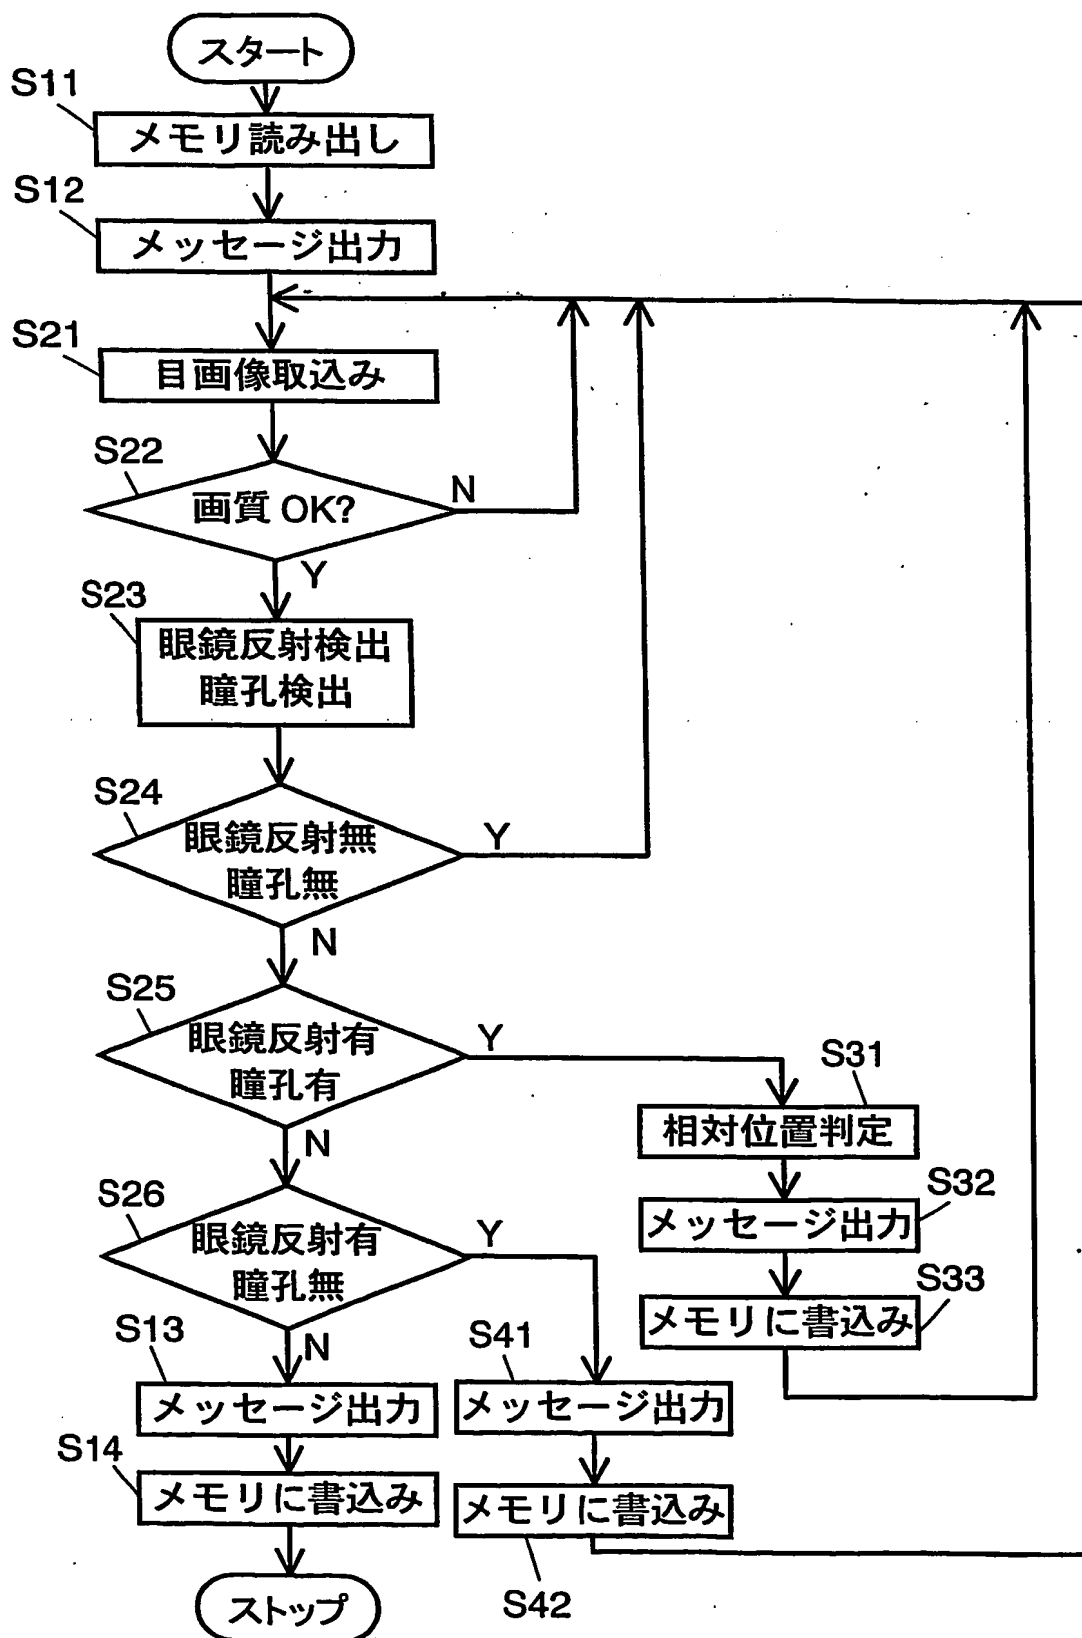 スタート
S11
メモリ読み出し
S12
メッセージ出力
S21
目画像取込み
S22
画質 OK?
N
Y
S23
眼鏡反射検出
瞳孔検出
S24
眼鏡反射無
瞳孔無
Y
N
S25
眼鏡反射有
瞳孔有
Y
N
S31
相対位置判定
S32
メッセージ出力
S33
メモリに書込み
S26
眼鏡反射有
瞳孔無
Y
N
S13
メッセージ出力
S41
メッセージ出力
S14
メモリに書込み
メモリに書込み
S42
ストップ